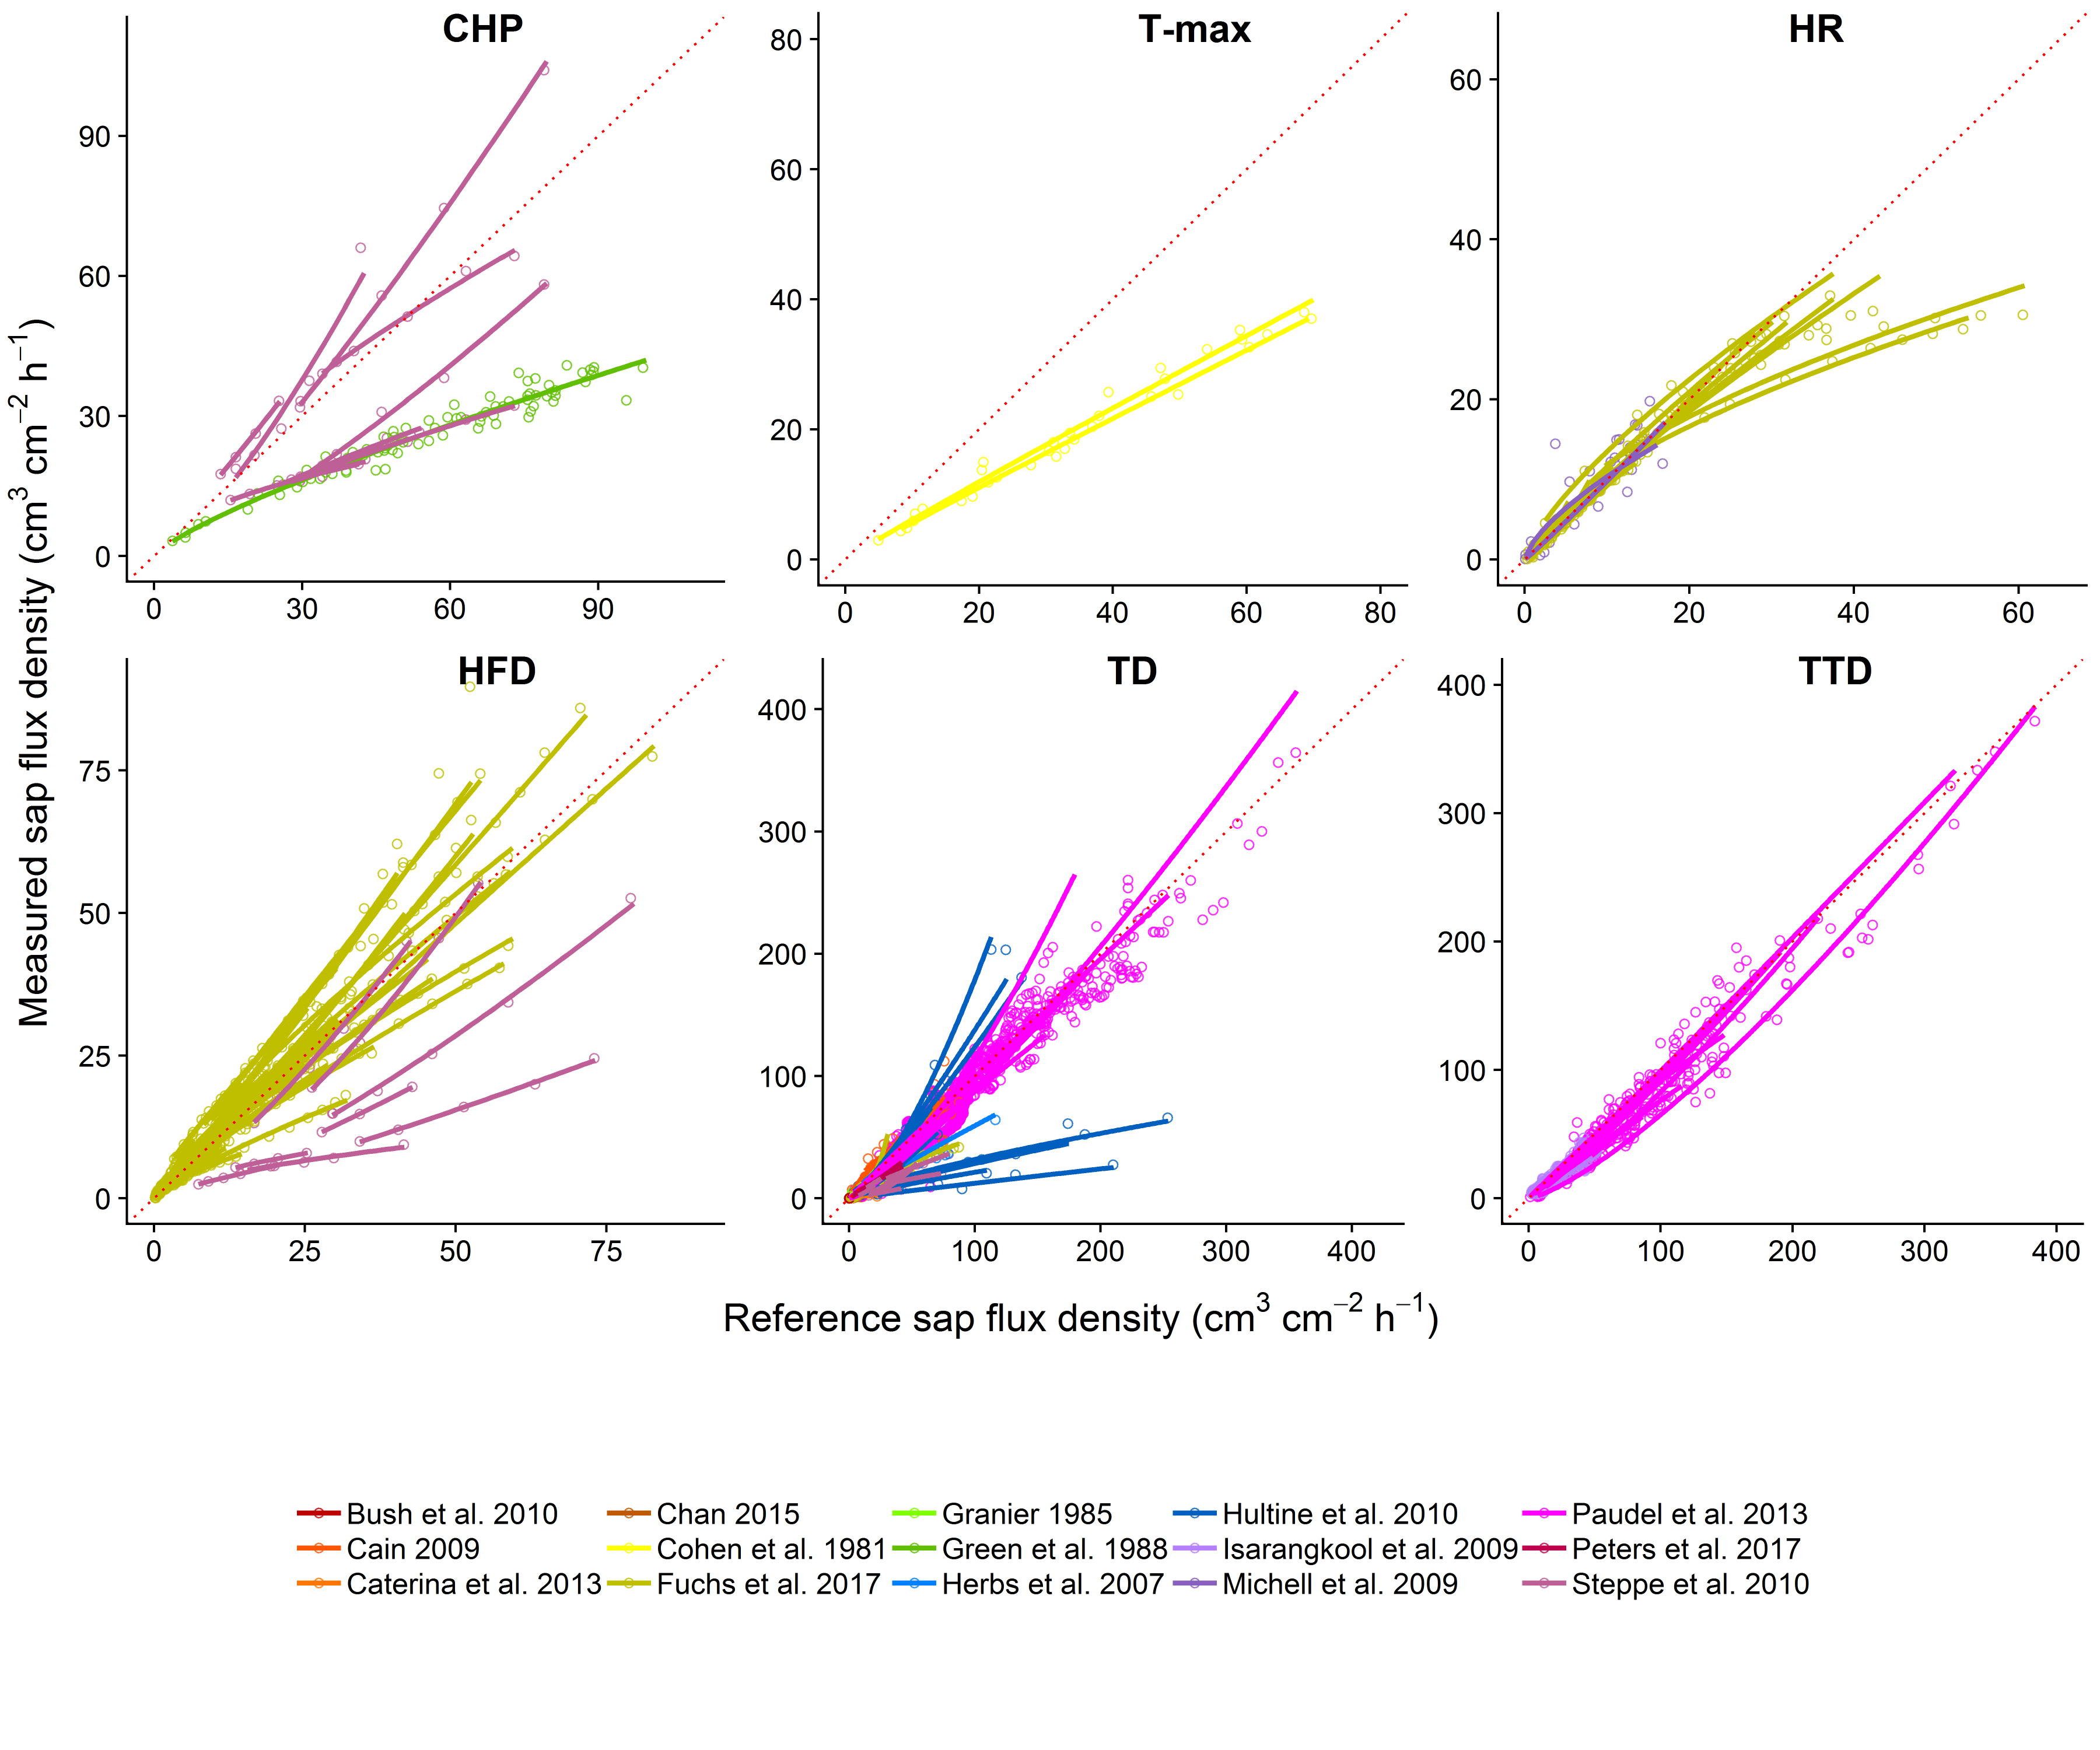 CHP
T-max
HR
90
60
30
0
0 30 60 90
80
60
40
20
0
0 20 40 60 80
60
40
20
0
0 20 40 60
Measured sap flux density (cm³ cm⁻² h⁻¹)
HFD
TD
TTD
75
50
25
0
0 25 50 75
400
300
200
100
0
0 100 200 300 400
400
300
200
100
0
0 100 200 300 400
Reference sap flux density (cm³ cm⁻² h⁻¹)
Bush et al. 2010 Chan 2015 Granier 1985 Hultine et al. 2010 Paudel et al. 2013
Cain 2009 Cohen et al. 1981 Green et al. 1988 Isarangkool et al. 2009 Peters et al. 2017
Caterina et al. 2013 Fuchs et al. 2017 Herbs et al. 2007 Michell et al. 2009 Steppe et al. 2010